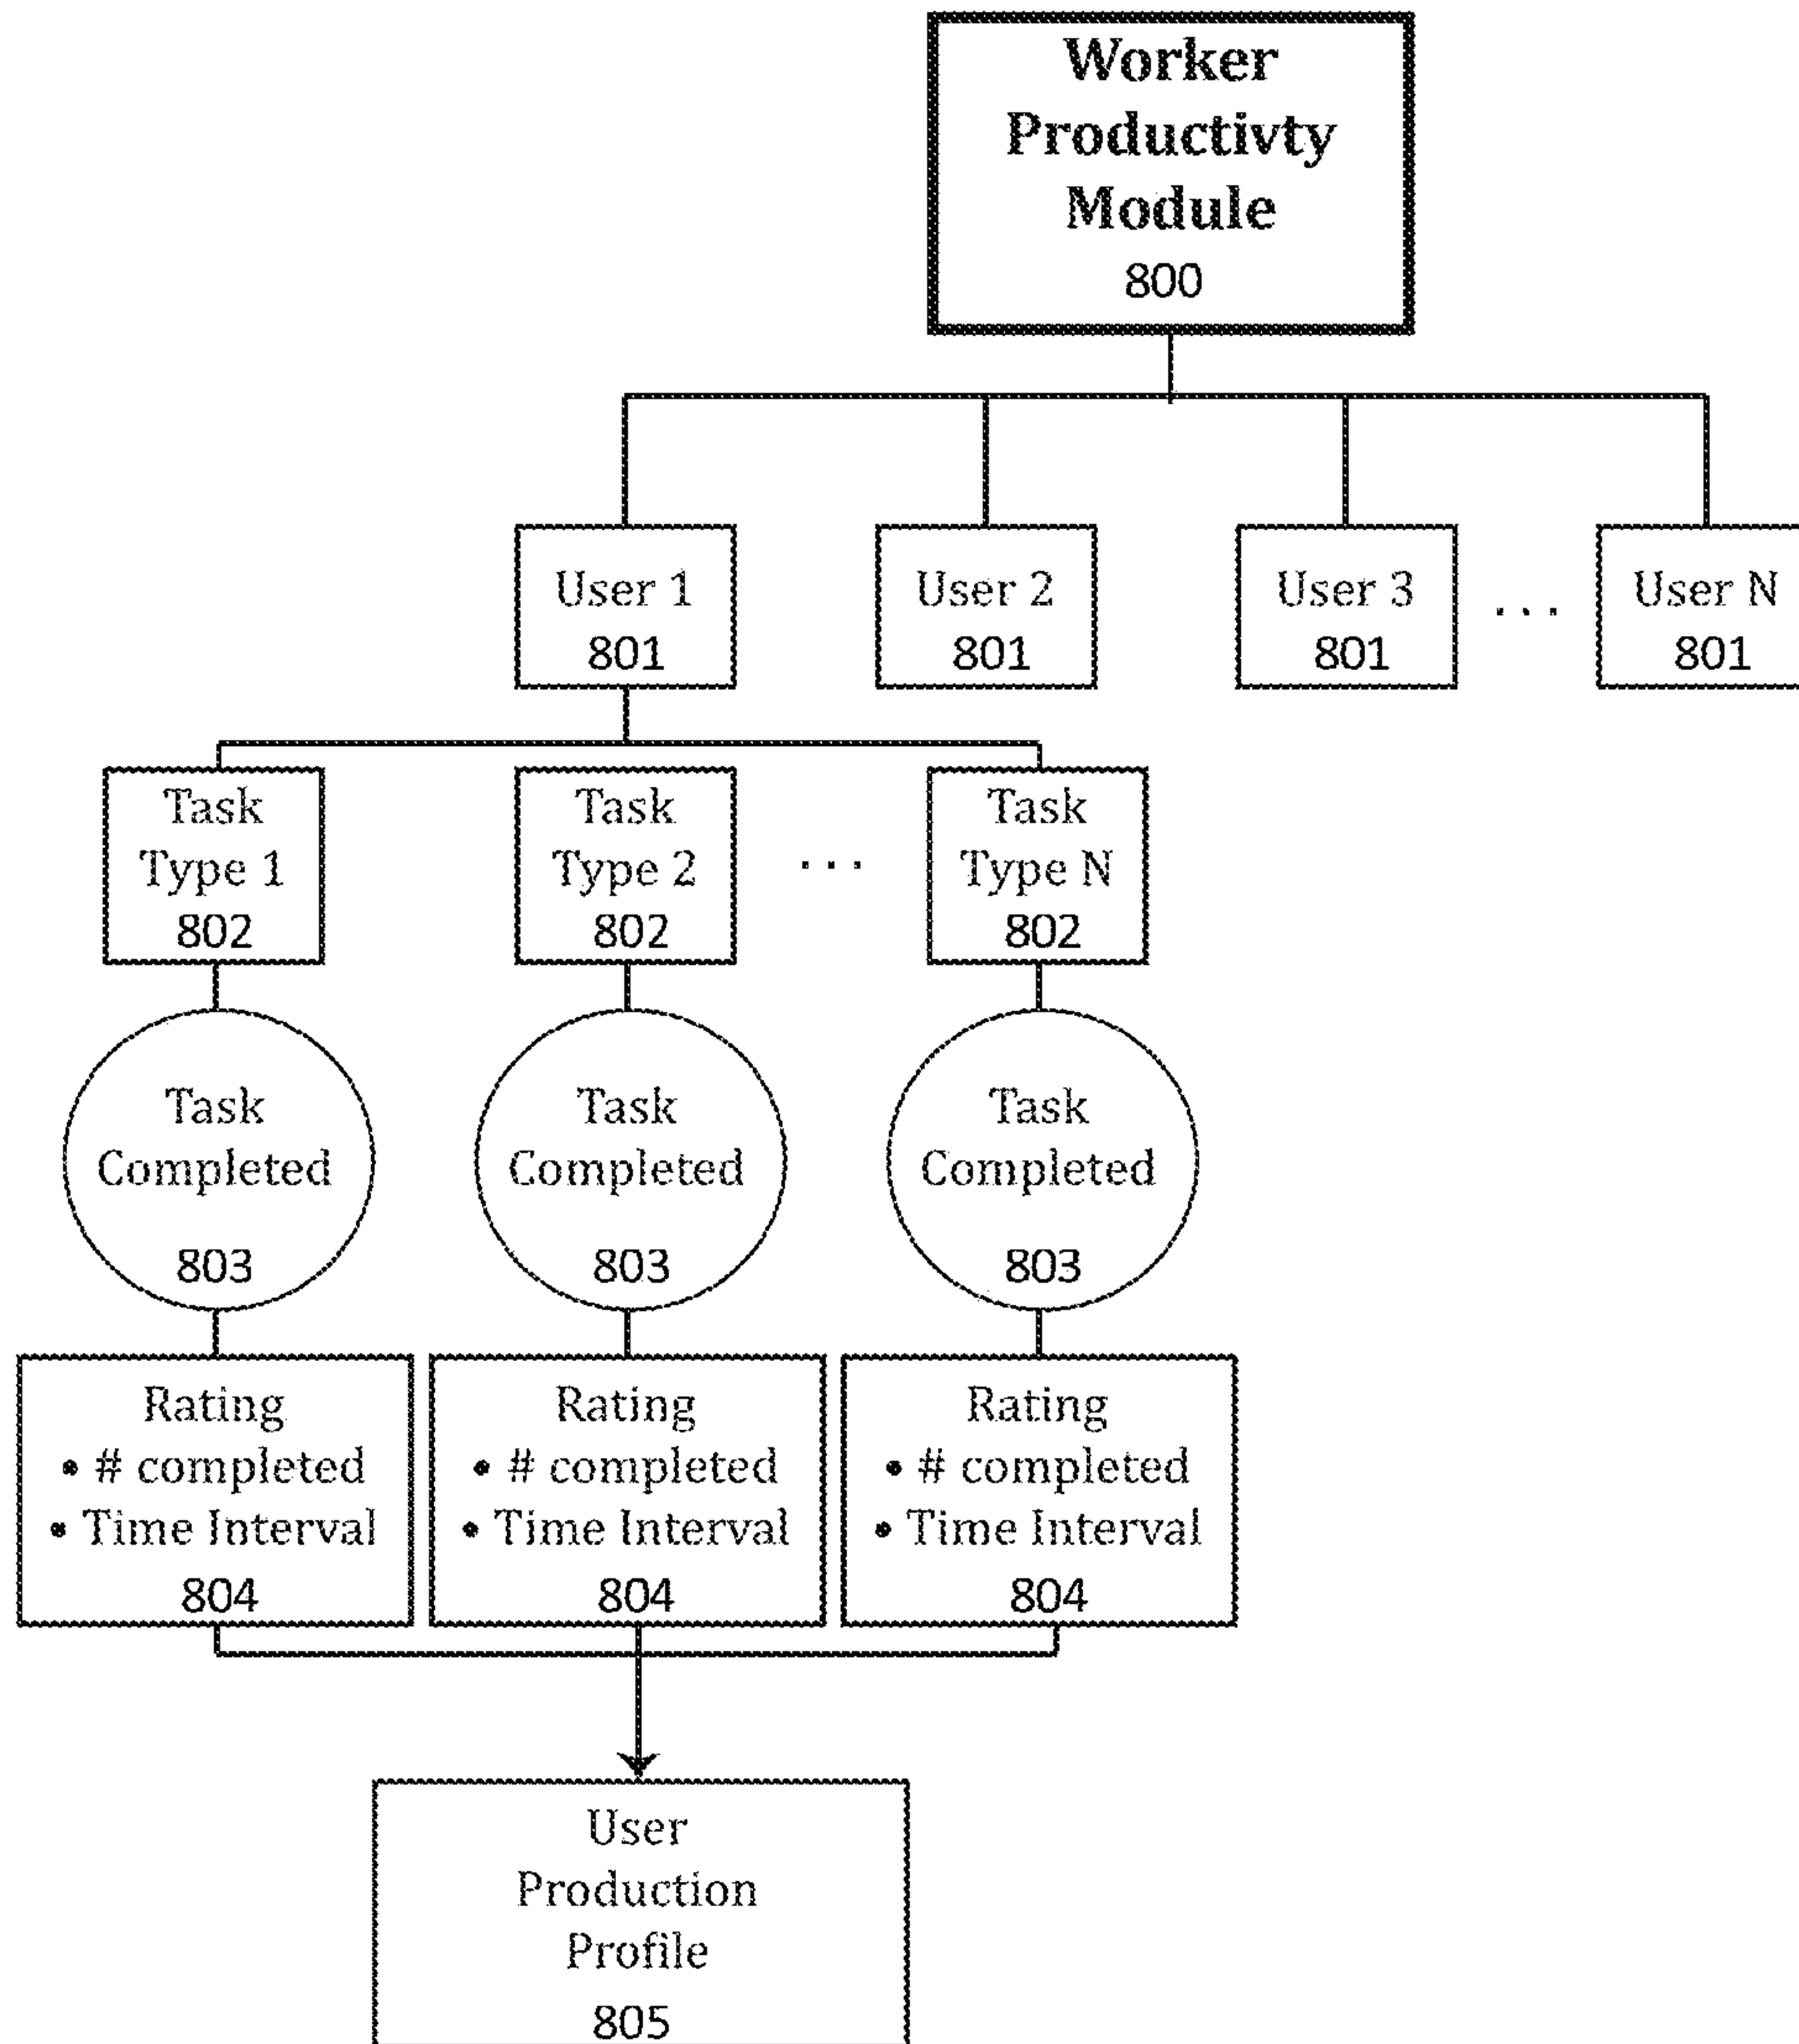 Worker
Productivty
Module
800
User 1
801
User 2
801
User 3
801
...
User N
801
Task
Type 1
802
Task
Type 2
802
...
Task
Type N
802
Task
Completed
803
Task
Completed
803
Task
Completed
803
Rating
• # completed
• Time Interval
804
Rating
• # completed
• Time Interval
804
Rating
• # completed
• Time Interval
804
User
Production
Profile
805